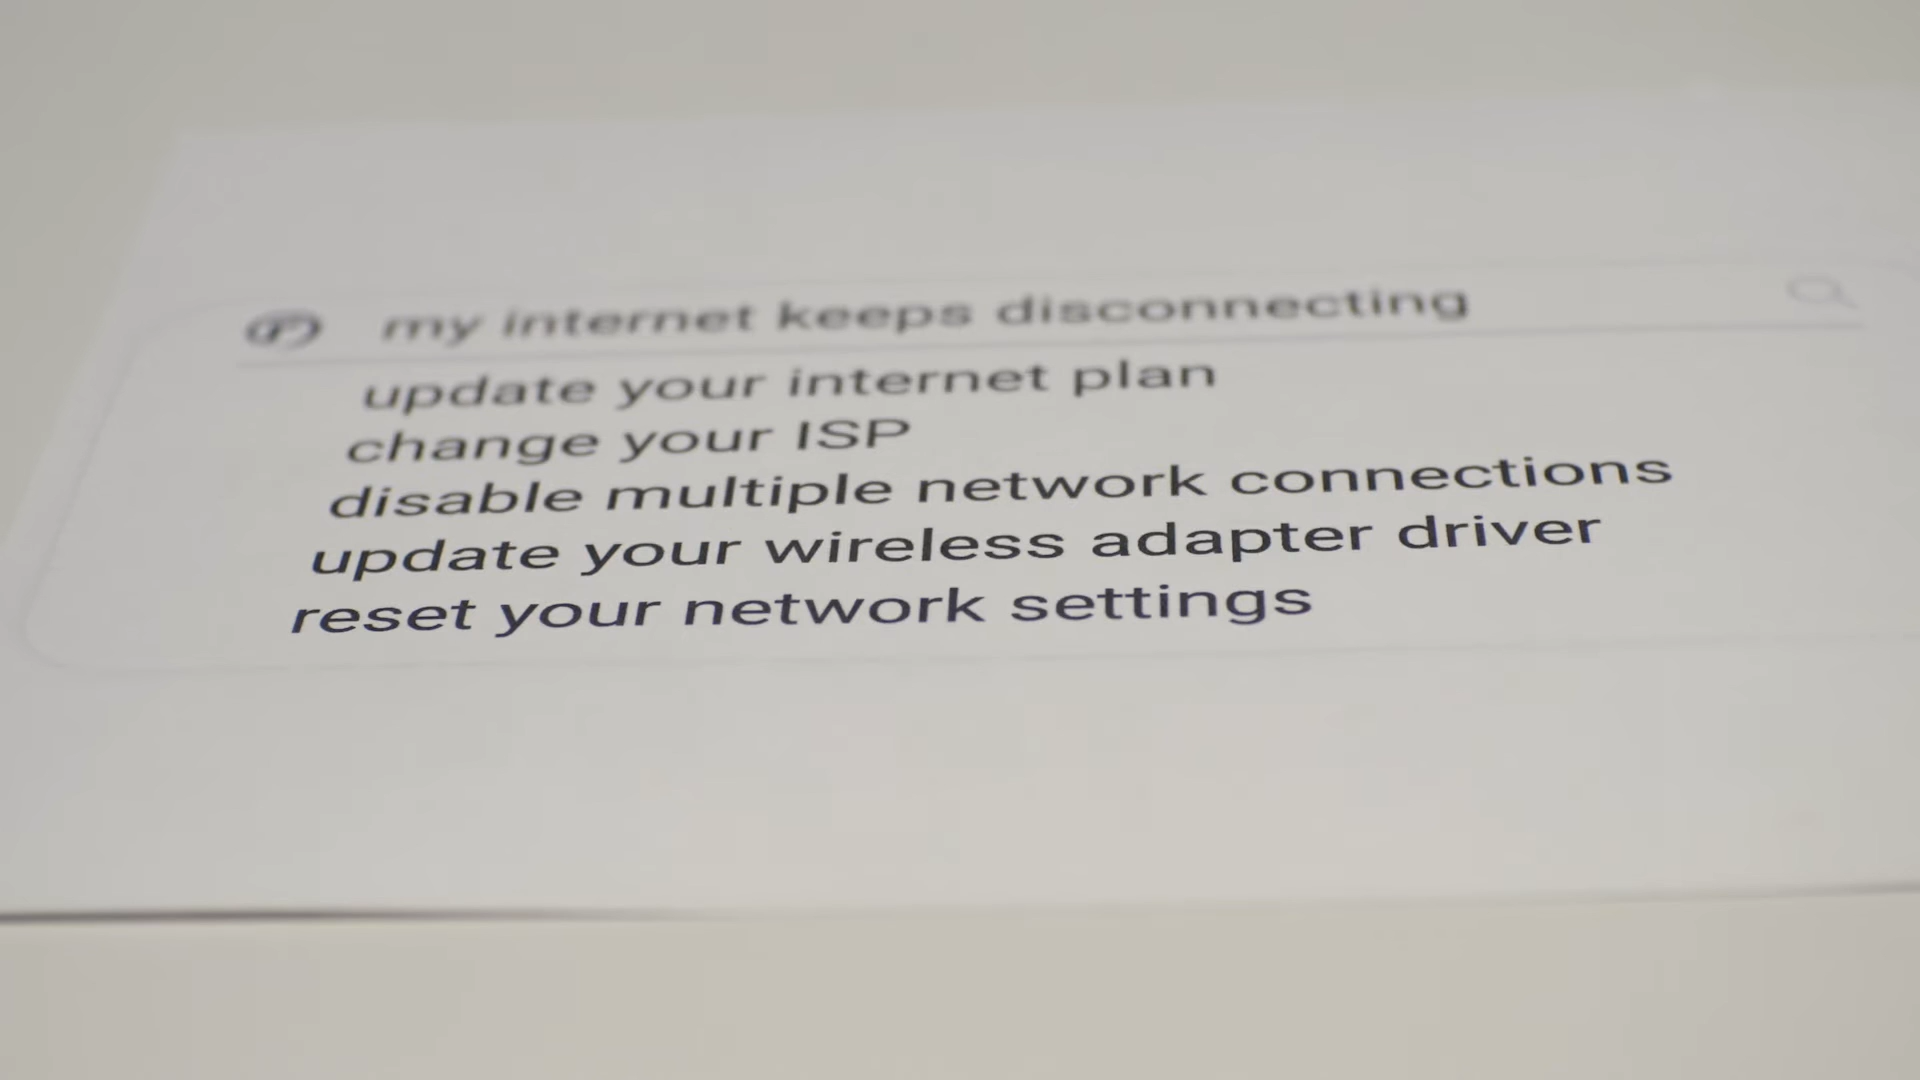 my internet keeps disconnecting
update your internet plan
change your ISP
disable multiple network connections
update your wireless adapter driver
reset your network settings